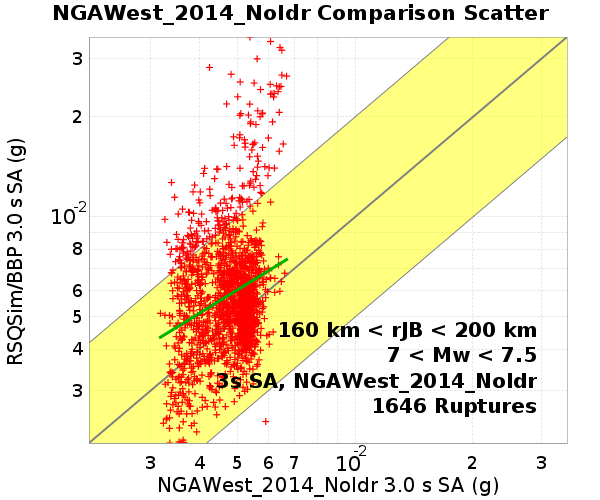 NGAWest_2014_NoIdr Comparison Scatter
RSQSim/BBP 3.0 s SA (g)
3
2
10-2
8
6
5
4
3
160 km < rJB < 200 km
7 < Mw < 7.5
3s SA, NGAWest_2014_NoIdr
1646 Ruptures
3 4 5 6 7 10-2 2 3
NGAWest_2014_NoIdr 3.0 s SA (g)